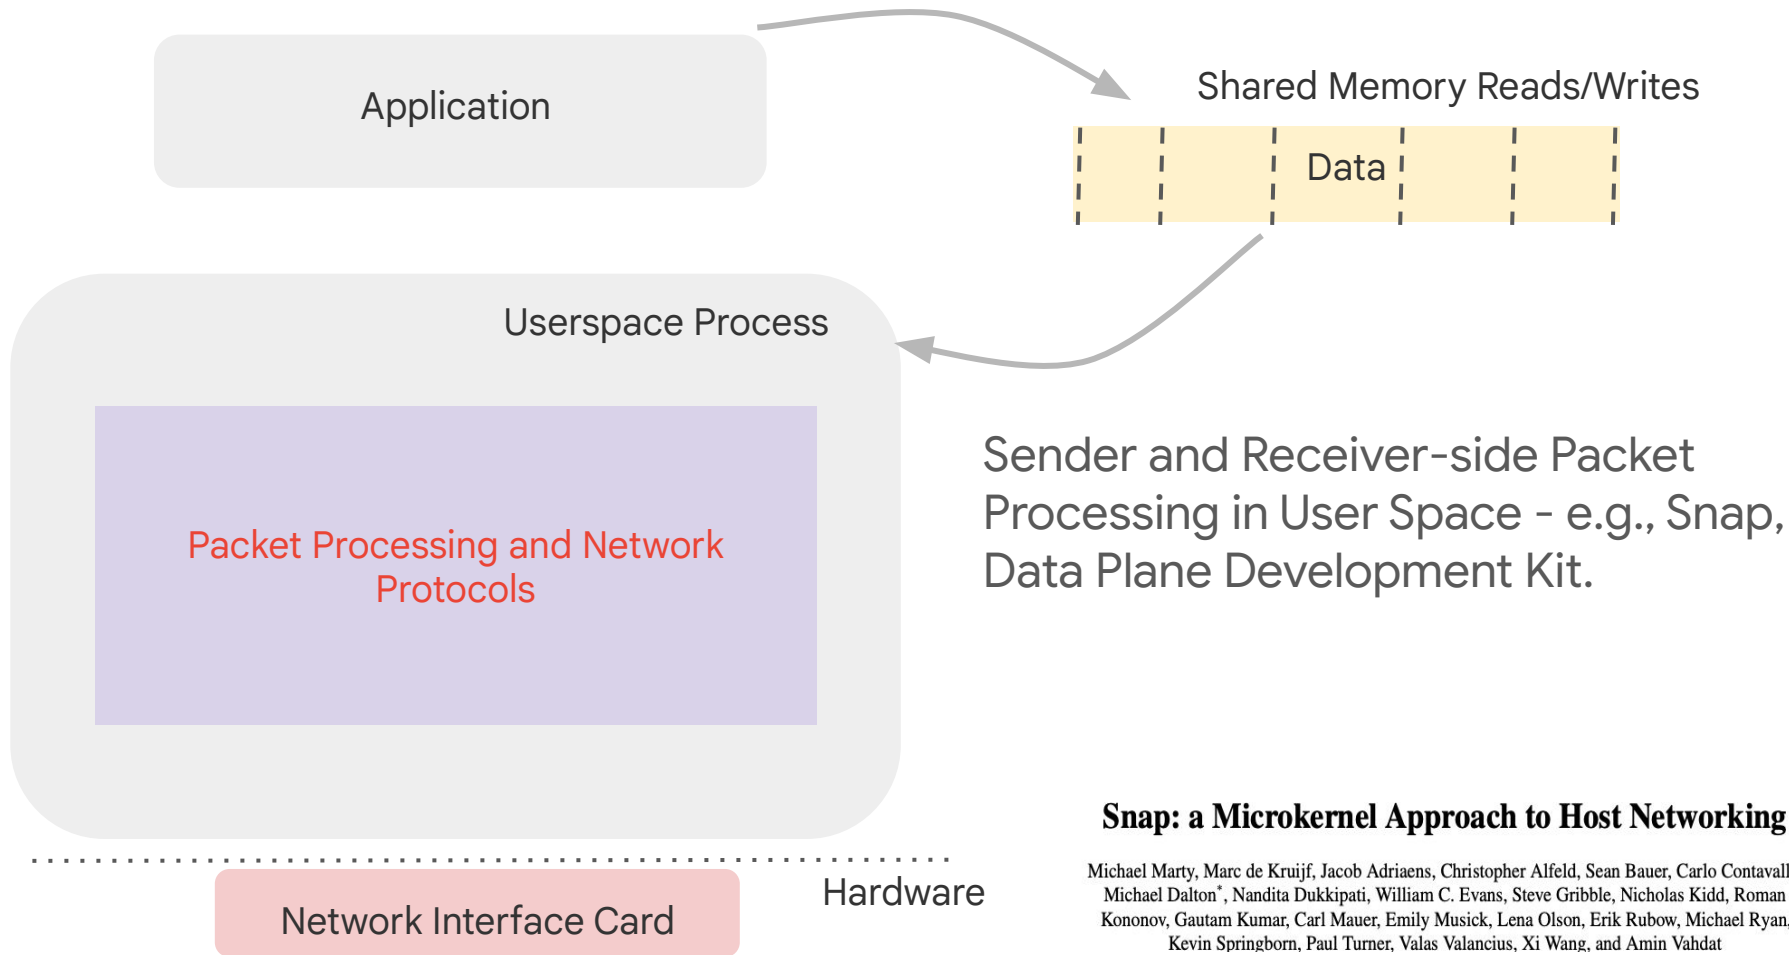 Application
Shared Memory Reads/Writes
Data
Userspace Process
Packet Processing and Network
Protocols
Sender and Receiver-side Packet
Processing in User Space - e.g., Snap,
Data Plane Development Kit.
Hardware
Network Interface Card
Snap: a Microkernel Approach to Host Networking
Michael Marty, Marc de Kruijf, Jacob Adriaens, Christopher Alfeld, Sean Bauer, Carlo Contavall
Michael Dalton*, Nandita Dukkipati, William C. Evans, Steve Gribble, Nicholas Kidd, Roman
Kononov, Gautam Kumar, Carl Mauer, Emily Musick, Lena Olson, Erik Rubow, Michael Ryan,
Kevin Springborn, Paul Turner, Valas Valancius, Xi Wang, and Amin Vahdat